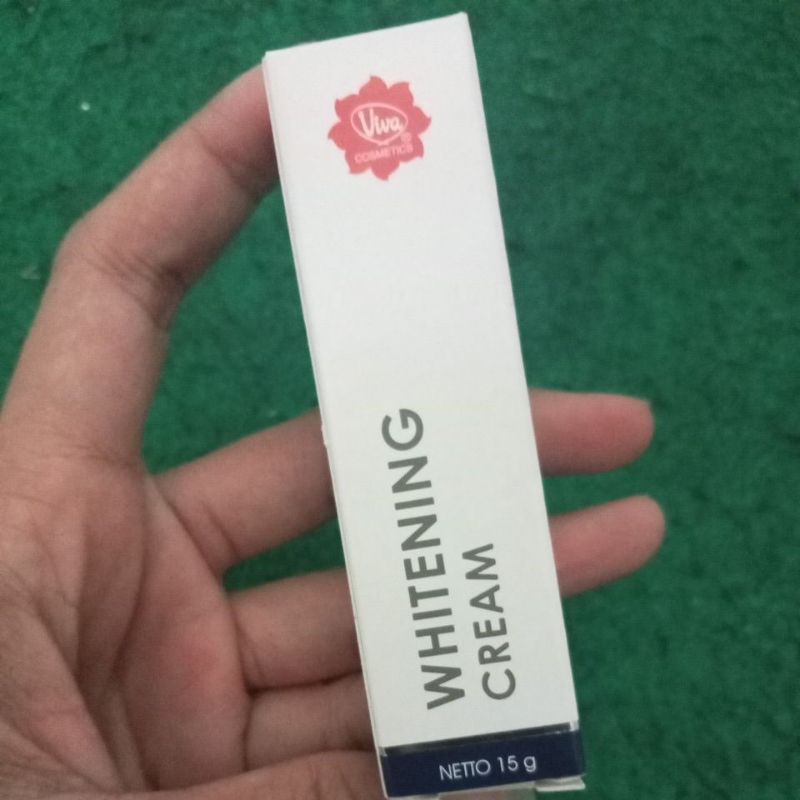 Viva®
COSMETICS
WHITENING
CREAM
NETTO 15 g